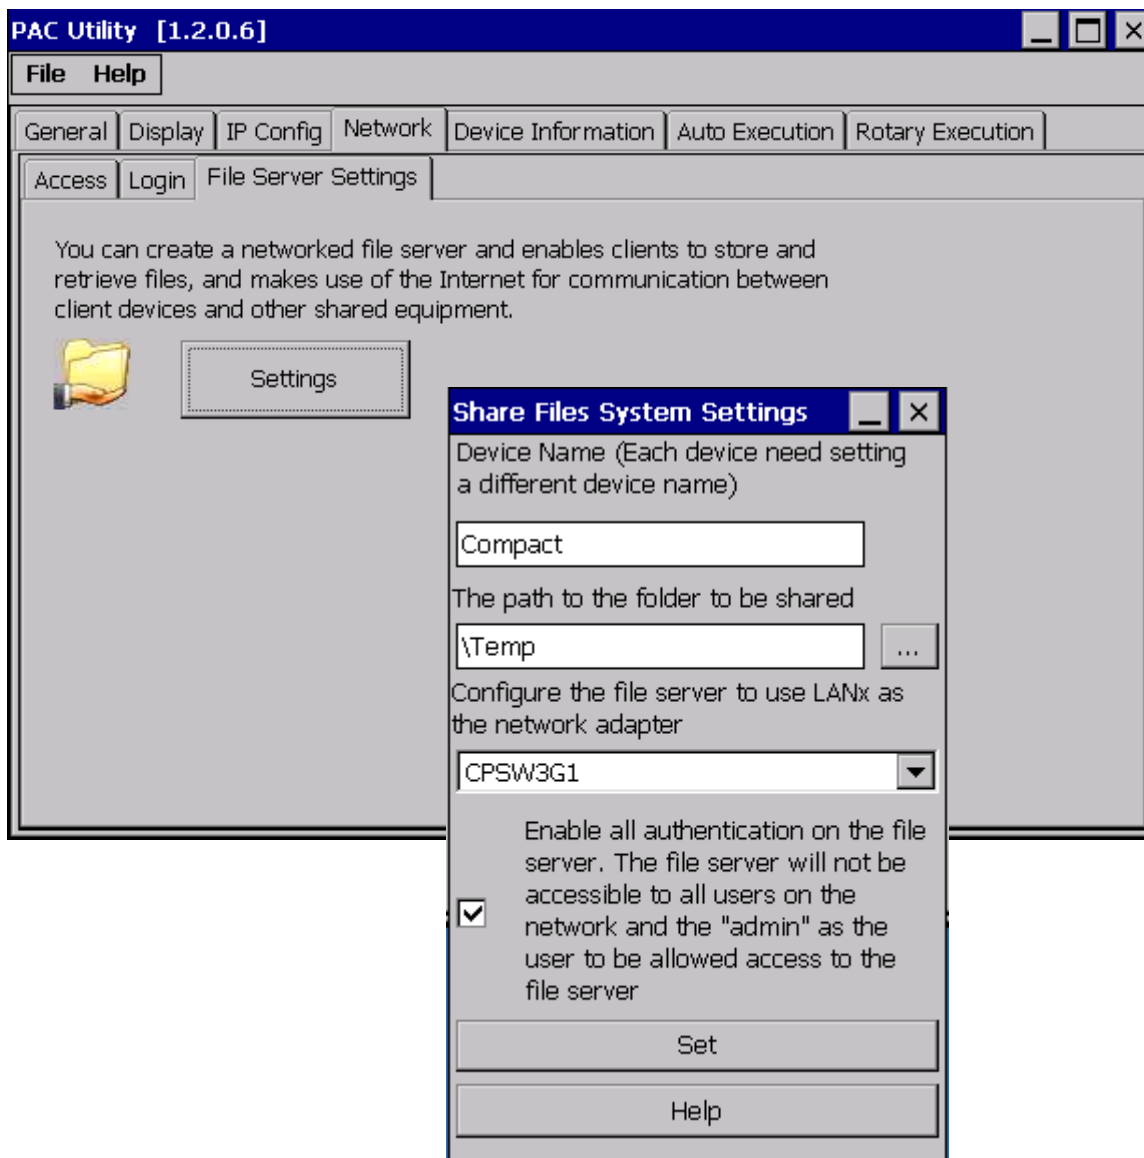 PAC Utility [1.2.0.6]
File Help
General Display IP Config Network Device Information Auto Execution Rotary Execution
Access Login File Server Settings
You can create a networked file server and enables clients to store and
retrieve files, and makes use of the Internet for communication between
client devices and other shared equipment.
Settings
Share Files System Settings
Device Name (Each device need setting
a different device name)
Compact
The path to the folder to be shared
\Temp
...
Configure the file server to use LANx as
the network adapter
CPSW3G1
Enable all authentication on the file
server. The file server will not be
accessible to all users on the
network and the "admin" as the
user to be allowed access to the
file server
Set
Help